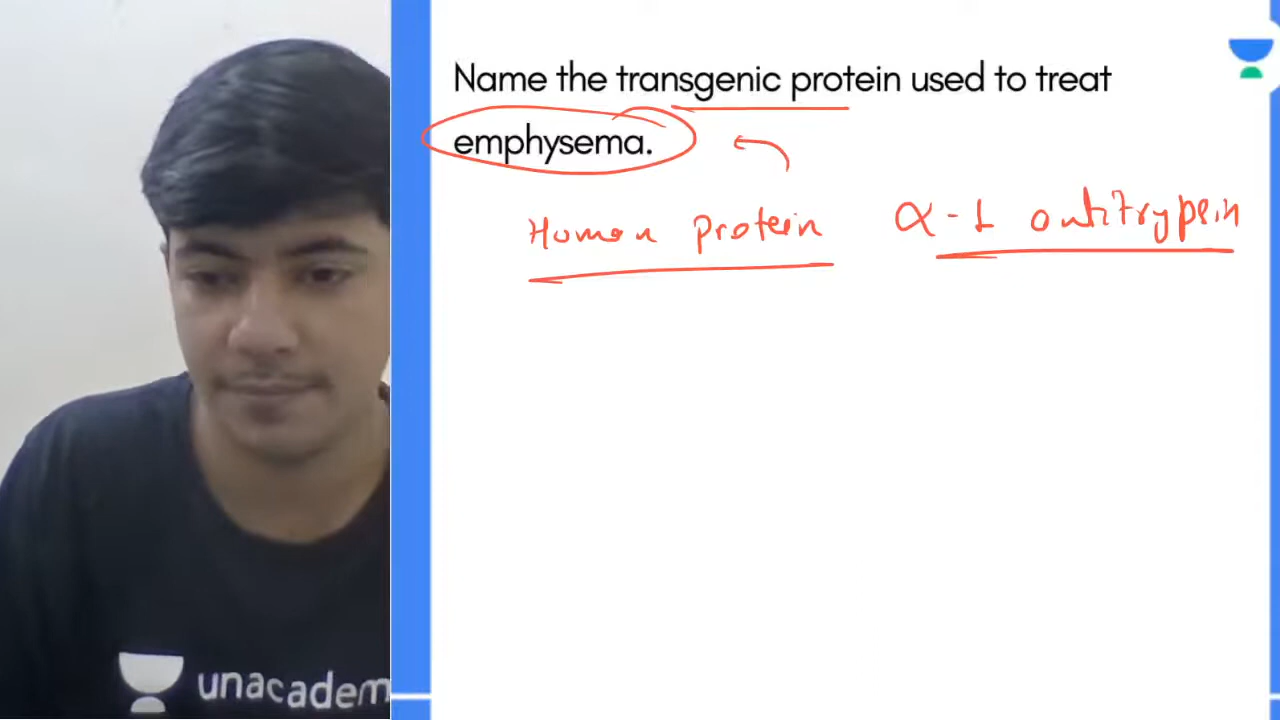 Name the transgenic protein used to treat
emphysema.
Human protein α-1 antitrypsin
unacadem